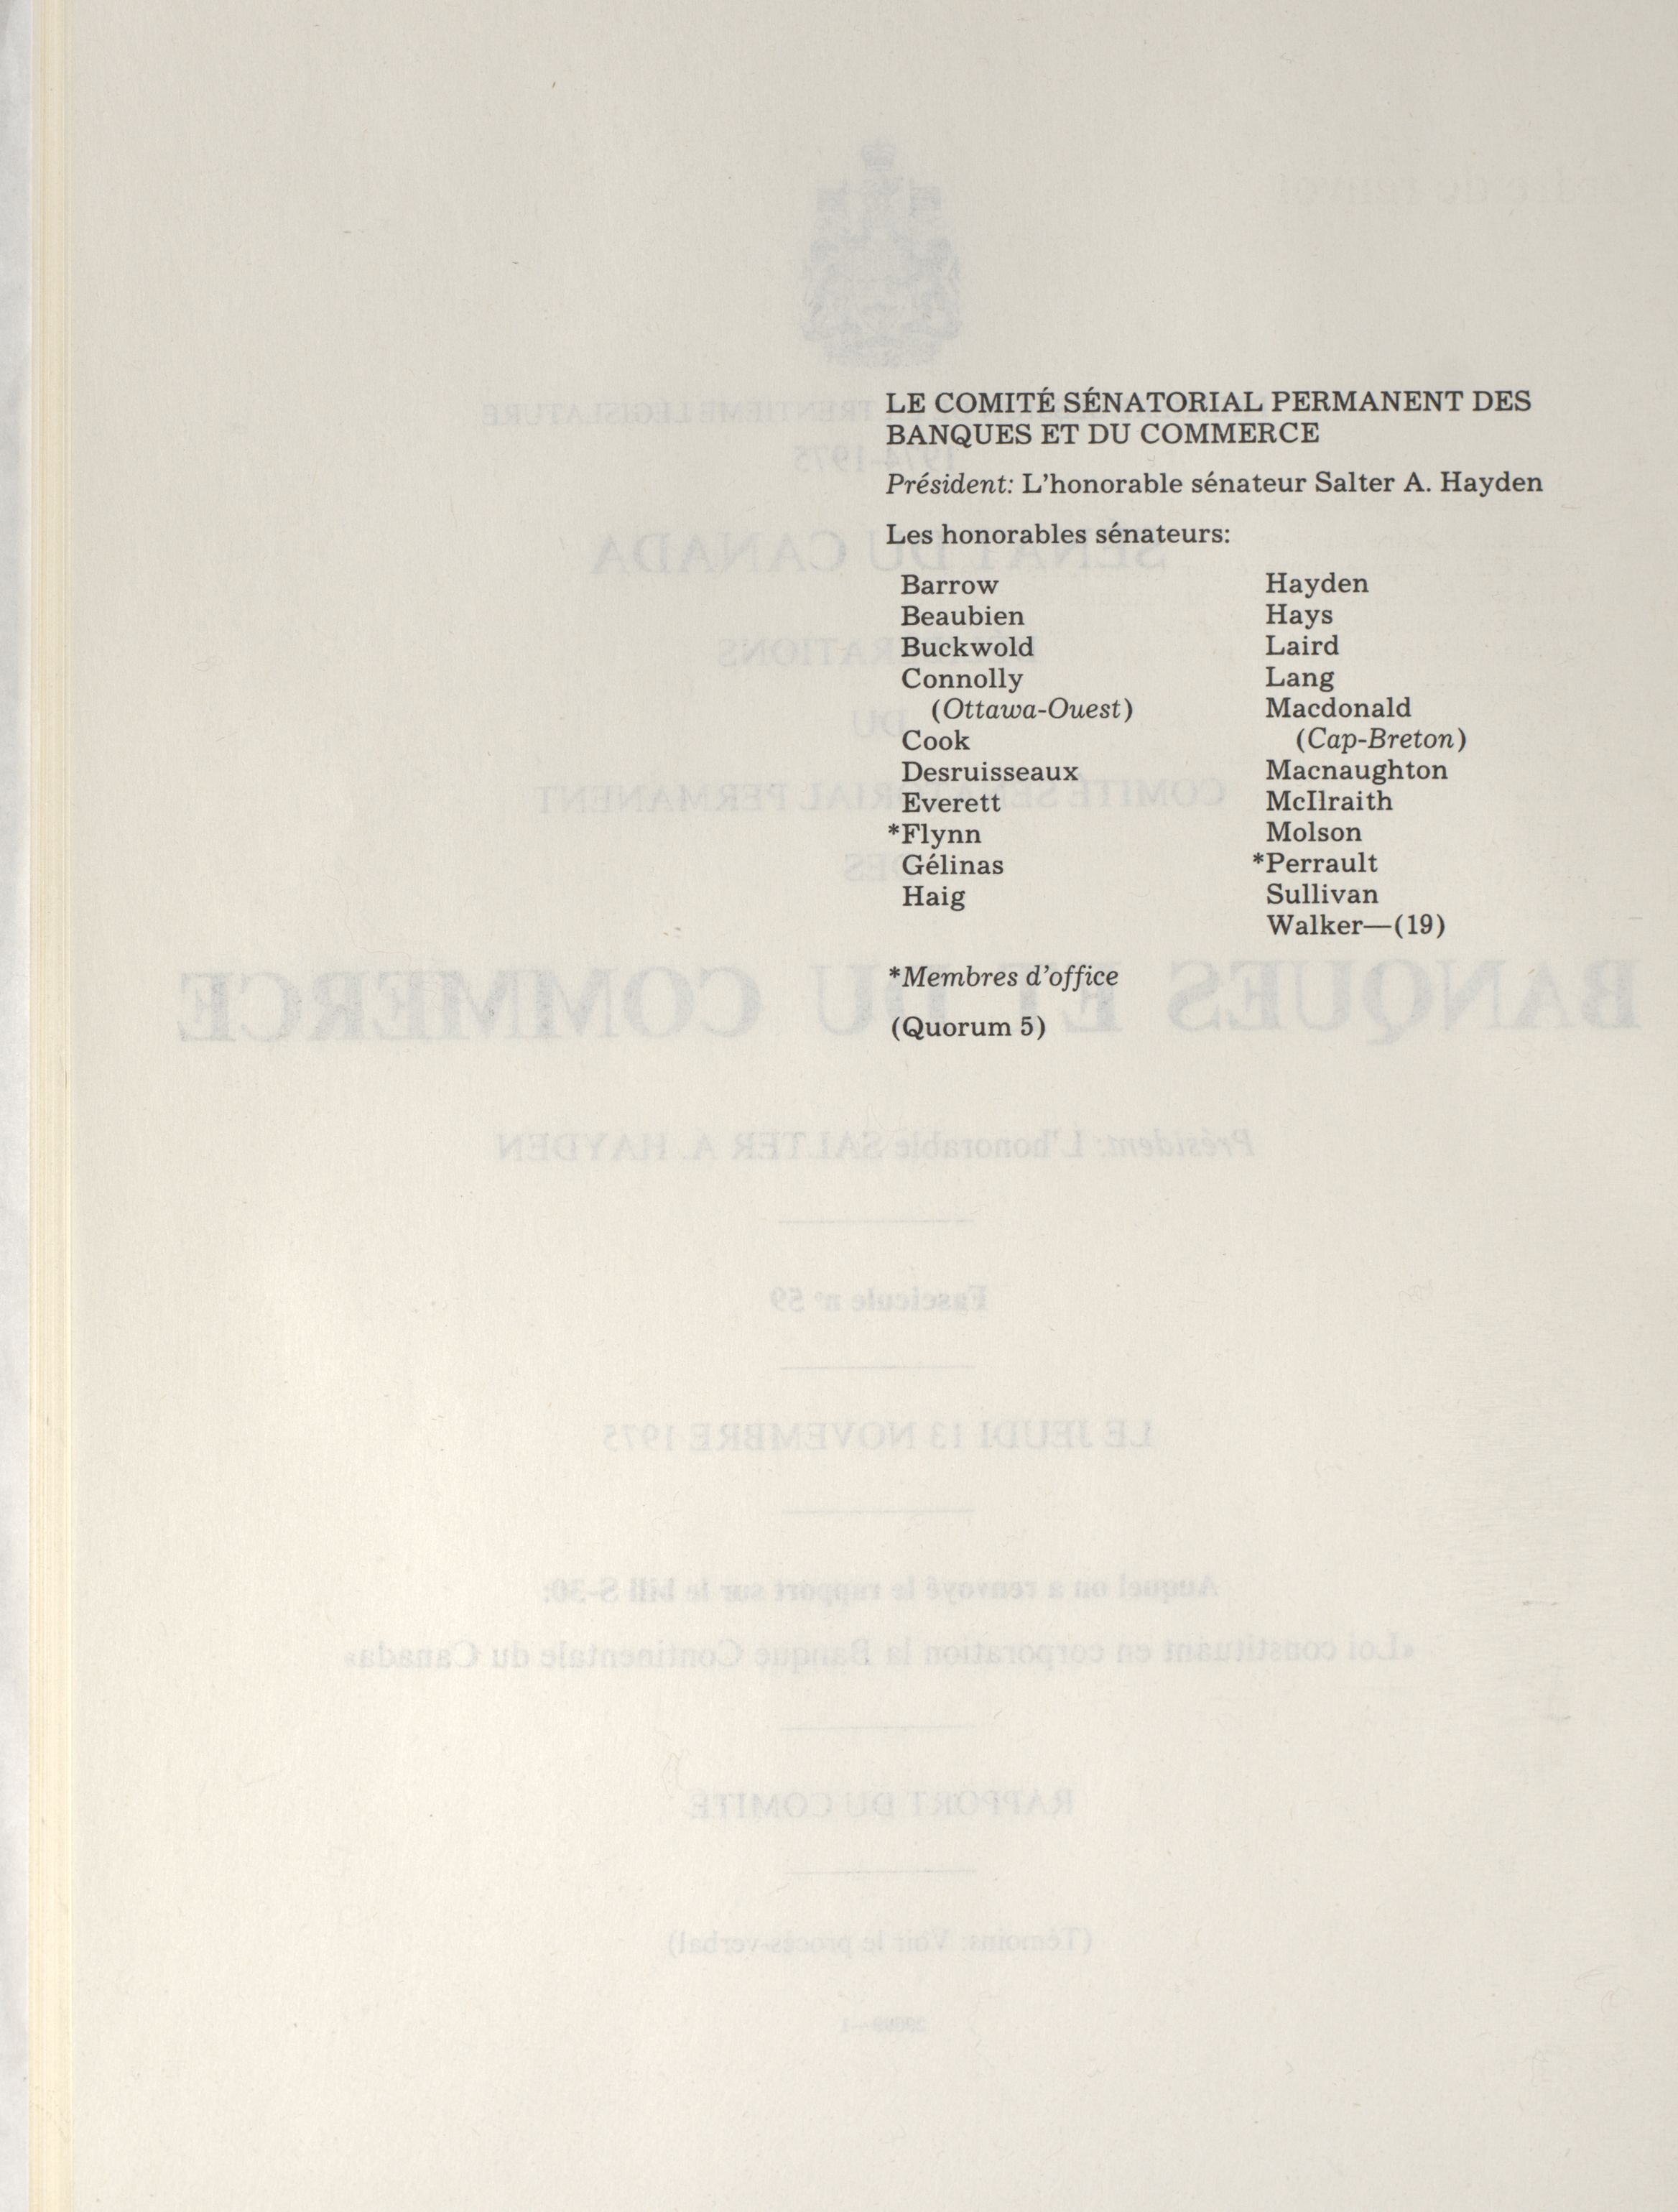 LE COMITÉ SÉNATORIAL PERMANENT DES
BANQUES ET DU COMMERCE
Président: L'honorable sénateur Salter A. Hayden
Les honorables sénateurs:
Barrow
Beaubien
Buckwold
Connolly
(Ottawa-Ouest)
Cook
Desruisseaux
Everett
*Flynn
Gélinas
Haig
Hayden
Hays
Laird
Lang
Macdonald
(Cap-Breton)
Macnaughton
McIlraith
Molson
*Perrault
Sullivan
Walker—(19)
*Membres d'office
(Quorum 5)